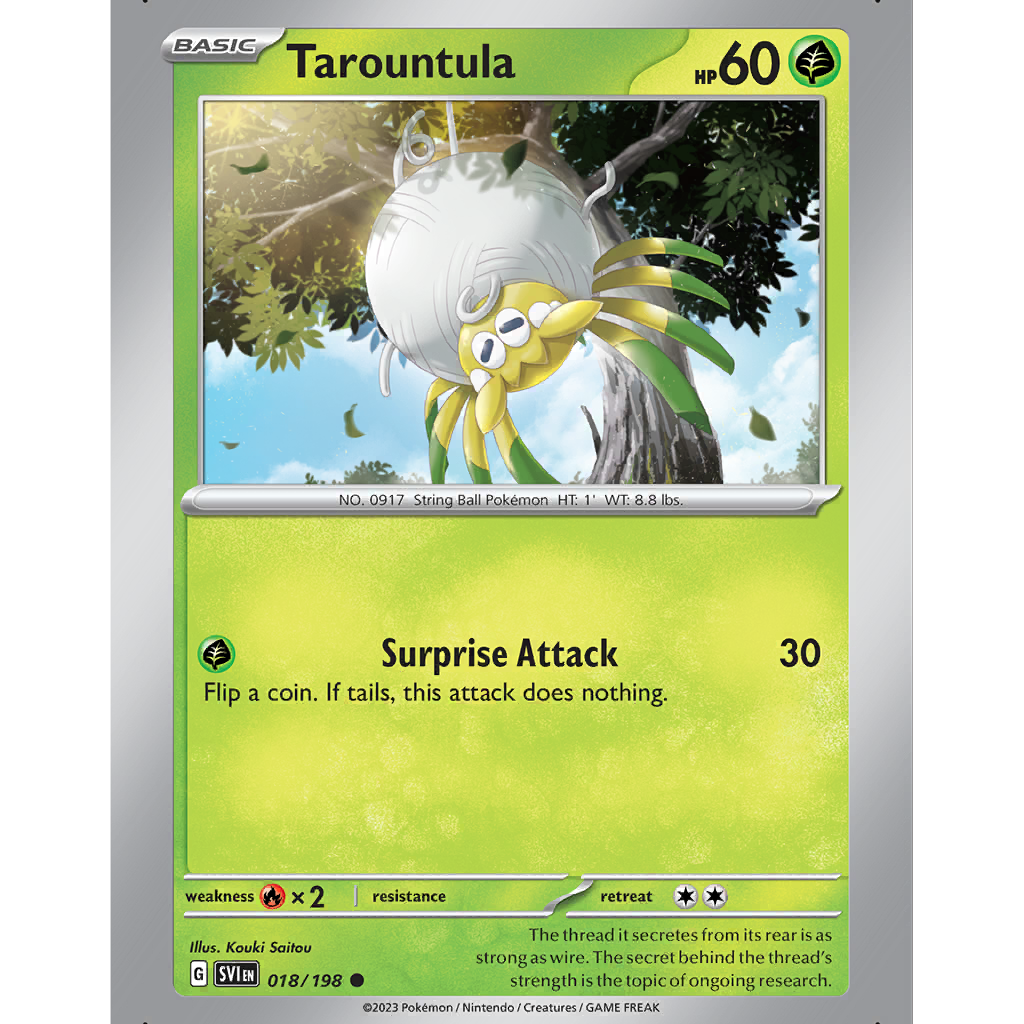 BASIC
Tarountula
HP 60
NO. 0917 String Ball Pokémon HT: 1' WT: 8.8 lbs.
Surprise Attack 30
Flip a coin. If tails, this attack does nothing.
weakness ×2 resistance retreat
Illus. Kouki Saitou
The thread it secretes from its rear is as
strong as wire. The secret behind the thread's
strength is the topic of ongoing research.
G SVI EN 018/198
©2023 Pokémon / Nintendo / Creatures / GAME FREAK